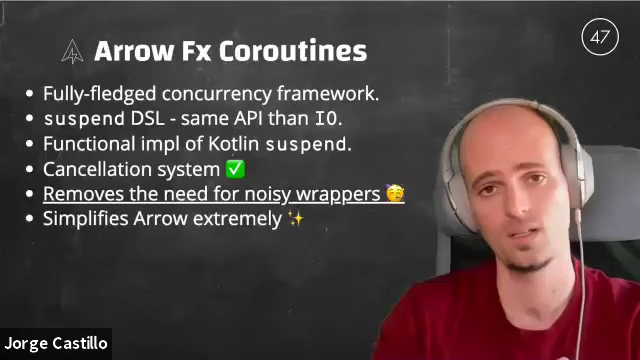 47
Arrow Fx Coroutines
• Fully-fledged concurrency framework.
• suspend DSL - same API than IO.
• Functional impl of Kotlin suspend.
• Cancellation system ✅
• Removes the need for noisy wrappers 🥳
• Simplifies Arrow extremely ✨
Jorge Castillo